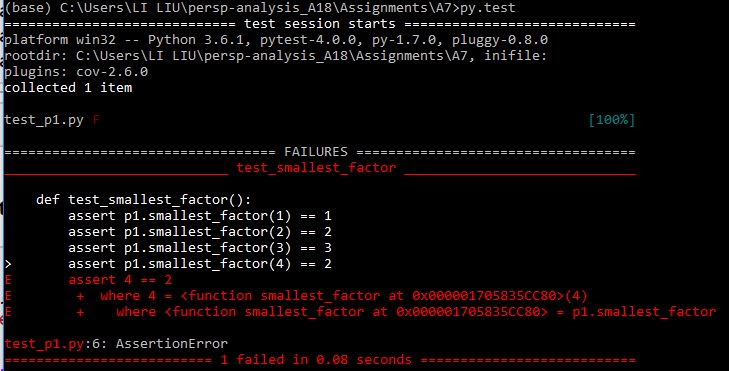 (base) C:\Users\LI LIU\persp-analysis_A18\Assignments\A7>py.test
============================= test session starts =============================
platform win32 -- Python 3.6.1, pytest-4.0.0, py-1.7.0, pluggy-0.8.0
rootdir: C:\Users\LI LIU\persp-analysis_A18\Assignments\A7, inifile:
plugins: cov-2.6.0
collected 1 item
test_p1.py F                                                             [100%]
================================== FAILURES ===================================
____________________________ test_smallest_factor _____________________________
    def test_smallest_factor():
        assert p1.smallest_factor(1) == 1
        assert p1.smallest_factor(2) == 2
        assert p1.smallest_factor(3) == 3
>       assert p1.smallest_factor(4) == 2
E       assert 4 == 2
E        +  where 4 = <function smallest_factor at 0x000001705835CC80>(4)
E        +    where <function smallest_factor at 0x000001705835CC80> = p1.smallest_factor
test_p1.py:6: AssertionError
========================== 1 failed in 0.08 seconds ===========================